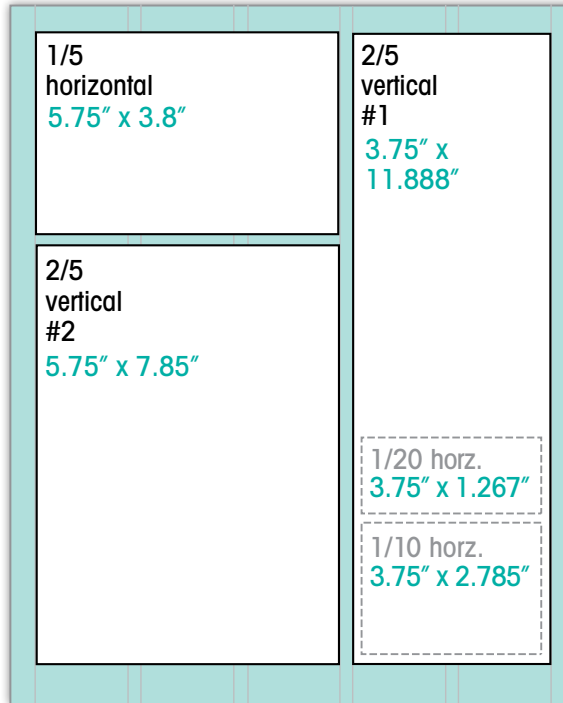 1/5
horizontal
5.75″ x 3.8″
2/5
vertical
#2
5.75″ x 7.85″
2/5
vertical
#1
3.75″ x
11.888″
1/20 horz.
3.75″ x 1.267″
1/10 horz.
3.75″ x 2.785″